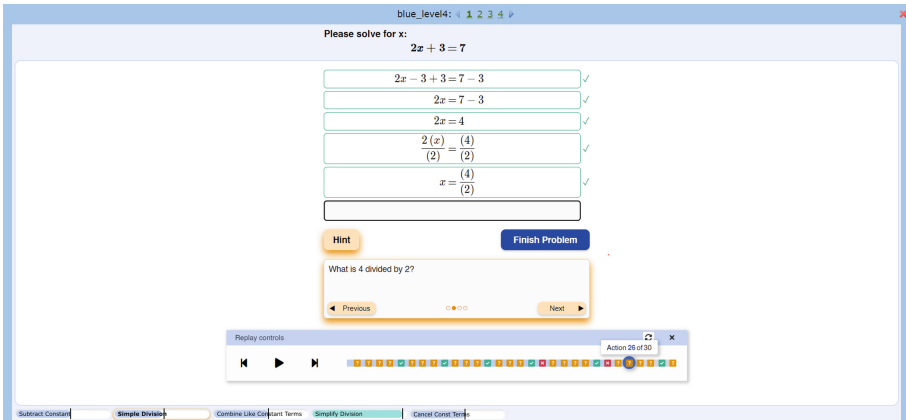 blue_level4: 1 2 3 4
Please solve for x:
2x + 3 = 7
2x − 3 + 3 = 7 − 3 ✓
2x = 7 − 3 ✓
2x = 4 ✓
2(x)/(2) = (4)/(2) ✓
x = (4)/(2) ✓
Hint
Finish Problem
What is 4 divided by 2?
◀ Previous
Next ▶
Replay controls
Action 26 of 30
Subtract Constant
Simple Division
Combine Like Constant Terms
Simplify Division
Cancel Const Terms